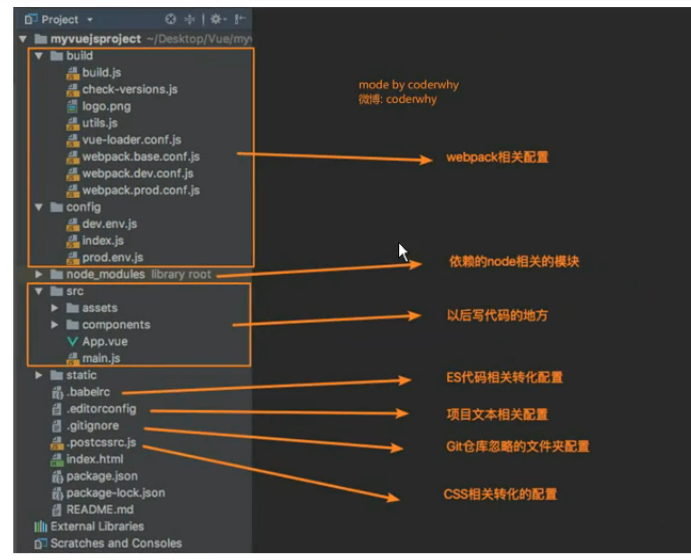 Project
myvuejsproject ~/Desktop/Vue/myv
build
build.js
check-versions.js
logo.png
utils.js
vue-loader.conf.js
webpack.base.conf.js
webpack.dev.conf.js
webpack.prod.conf.js
config
dev.env.js
index.js
prod.env.js
node_modules library root
src
assets
components
App.vue
main.js
static
.babelrc
.editorconfig
.gitignore
.postcssrc.js
index.html
package.json
package-lock.json
README.md
External Libraries
Scratches and Consoles
mode by coderwhy
微博: coderwhy
webpack相关配置
依赖的node相关的模块
以后写代码的地方
ES代码相关转化配置
项目文本相关配置
Git仓库忽略的文件夹配置
CSS相关转化的配置